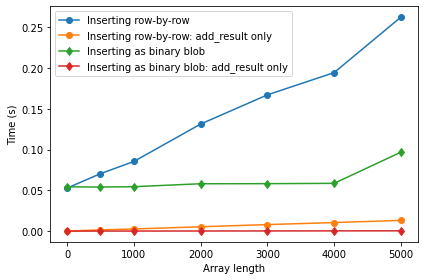 Inserting row-by-row
Inserting row-by-row: add_result only
Inserting as binary blob
Inserting as binary blob: add_result only
Time (s)
0.25
0.20
0.15
0.10
0.05
0.00
0 1000 2000 3000 4000 5000
Array length